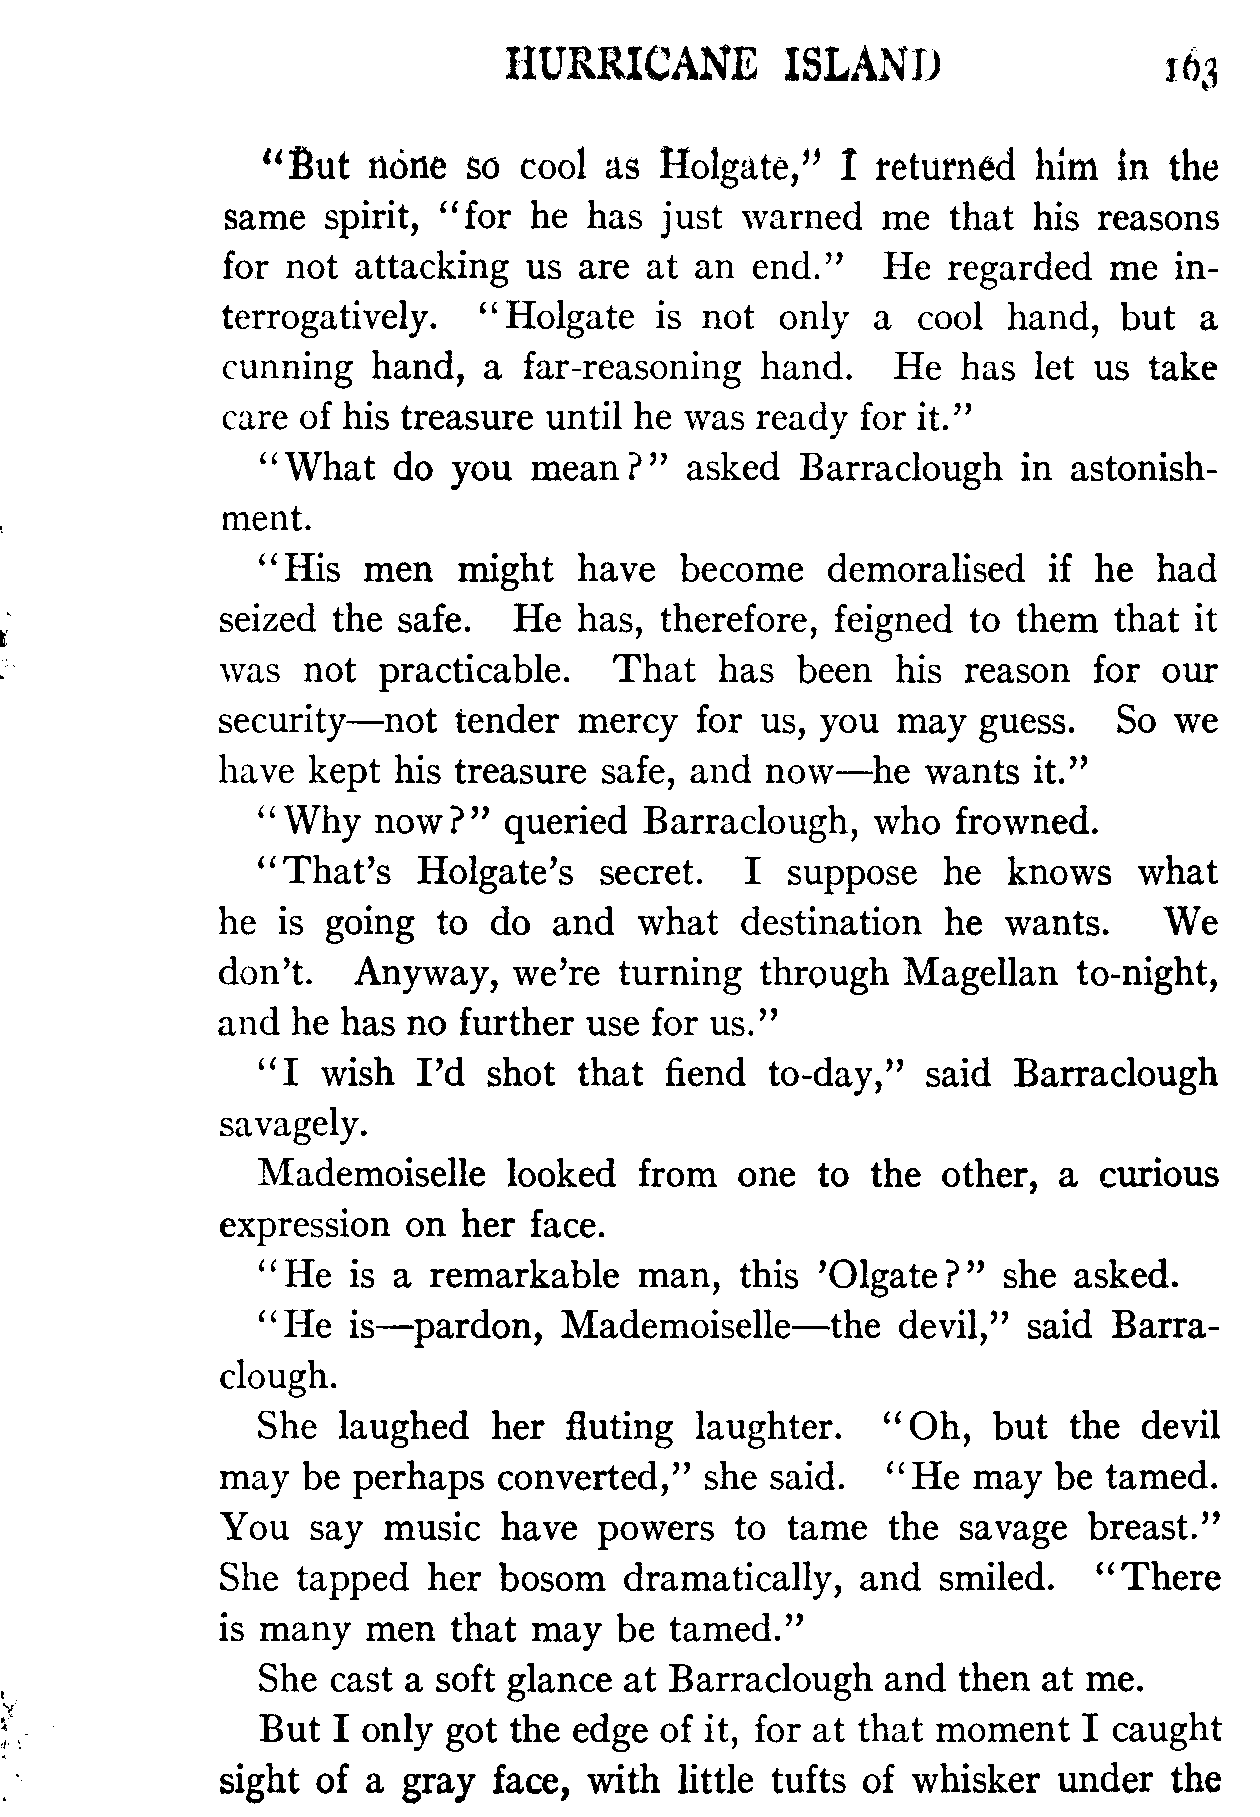 HURRICANE ISLAND 163
"But none so cool as Holgate," I returned him in the
same spirit, "for he has just warned me that his reasons
for not attacking us are at an end." He regarded me in-
terrogatively. "Holgate is not only a cool hand, but a
cunning hand, a far-reasoning hand. He has let us take
care of his treasure until he was ready for it."
"What do you mean?" asked Barraclough in astonish-
ment.
"His men might have become demoralised if he had
seized the safe. He has, therefore, feigned to them that it
was not practicable. That has been his reason for our
security—not tender mercy for us, you may guess. So we
have kept his treasure safe, and now—he wants it."
"Why now?" queried Barraclough, who frowned.
"That's Holgate's secret. I suppose he knows what
he is going to do and what destination he wants. We
don't. Anyway, we're turning through Magellan to-night,
and he has no further use for us."
"I wish I'd shot that fiend to-day," said Barraclough
savagely.
Mademoiselle looked from one to the other, a curious
expression on her face.
"He is a remarkable man, this 'Olgate?" she asked.
"He is—pardon, Mademoiselle—the devil," said Barra-
clough.
She laughed her fluting laughter. "Oh, but the devil
may be perhaps converted," she said. "He may be tamed.
You say music have powers to tame the savage breast."
She tapped her bosom dramatically, and smiled. "There
is many men that may be tamed."
She cast a soft glance at Barraclough and then at me.
But I only got the edge of it, for at that moment I caught
sight of a gray face, with little tufts of whisker under the